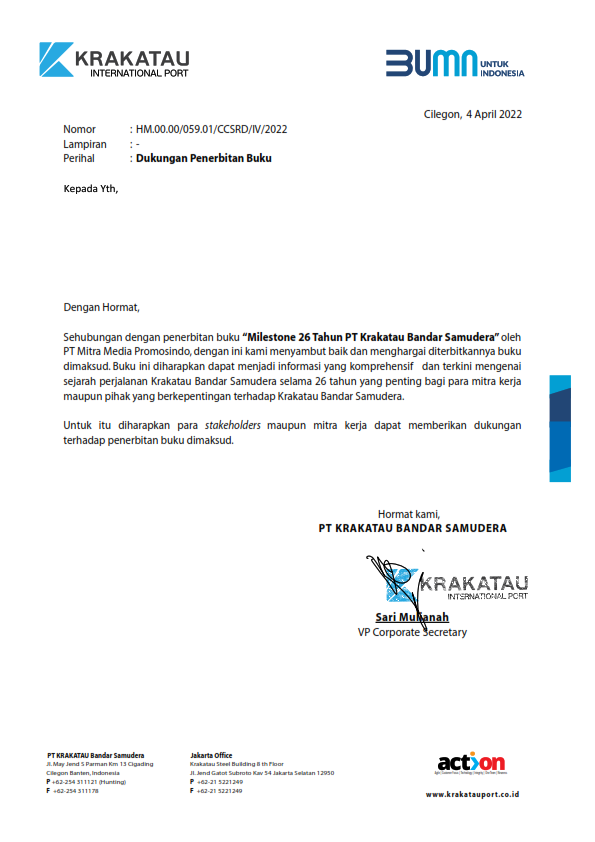 KRAKATAU
INTERNATIONAL PORT
BUMN UNTUK
INDONESIA
Cilegon, 4 April 2022
Nomor : HM.00.00/059.01/CCSRD/IV/2022
Lampiran : -
Perihal : Dukungan Penerbitan Buku
Kepada Yth,
Dengan Hormat,
Sehubungan dengan penerbitan buku “Milestone 26 Tahun PT Krakatau Bandar Samudera” oleh
PT Mitra Media Promosindo, dengan ini kami menyambut baik dan menghargai diterbitkannya buku
dimaksud. Buku ini diharapkan dapat menjadi informasi yang komprehensif dan terkini mengenai
sejarah perjalanan Krakatau Bandar Samudera selama 26 tahun yang penting bagi para mitra kerja
maupun pihak yang berkepentingan terhadap Krakatau Bandar Samudera.
Untuk itu diharapkan para stakeholders maupun mitra kerja dapat memberikan dukungan
terhadap penerbitan buku dimaksud.
Hormat kami,
PT KRAKATAU BANDAR SAMUDERA
KRAKATAU
INTERNATIONAL PORT
Sari Mulianah
VP Corporate Secretary
PT KRAKATAU Bandar Samudera
Jl. May Jend S Parman Km 13 Cigading
Cilegon Banten, Indonesia
P +62-254 311121 (Hunting)
F +62-254 311178
Jakarta Office
Krakatau Steel Building 8 th Floor
Jl. Jend Gatot Subroto Kav 54 Jakarta Selatan 12950
P +62-21 5221249
F +62-21 5221249
action
www.krakatauport.co.id